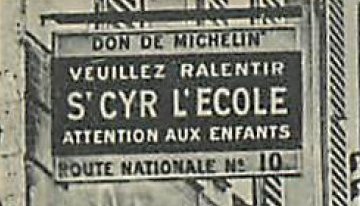 DON DE MICHELIN
VEUILLEZ RALENTIR
ST CYR L'ECOLE
ATTENTION AUX ENFANTS
ROUTE NATIONALE No 10